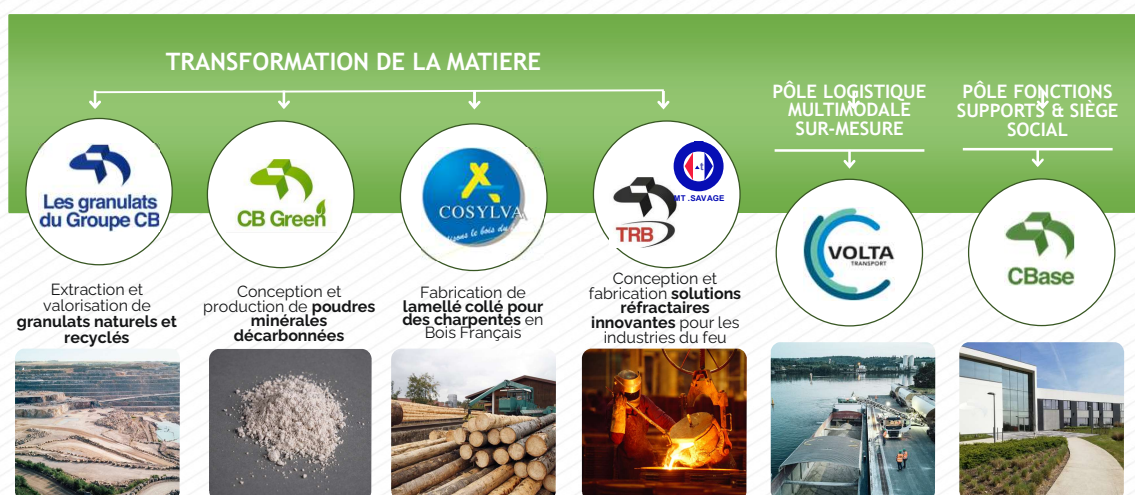 TRANSFORMATION DE LA MATIERE
PÔLE LOGISTIQUE
MULTIMODALE
SUR-MESURE
PÔLE FONCTIONS
SUPPORTS & SIÈGE
SOCIAL
Les granulats
du Groupe CB
CB Green
COSYLVA
le bois du
MT .SAVAGE
TRB
VOLTA
TRANSPORT
CBase
Extraction et
valorisation de
granulats naturels et
recyclés
Conception et
production de poudres
minérales
décarbonnées
Fabrication de
lamellé collé pour
des charpentes en
Bois Français
Conception et
fabrication solutions
réfractaires
innovantes pour les
industries du feu